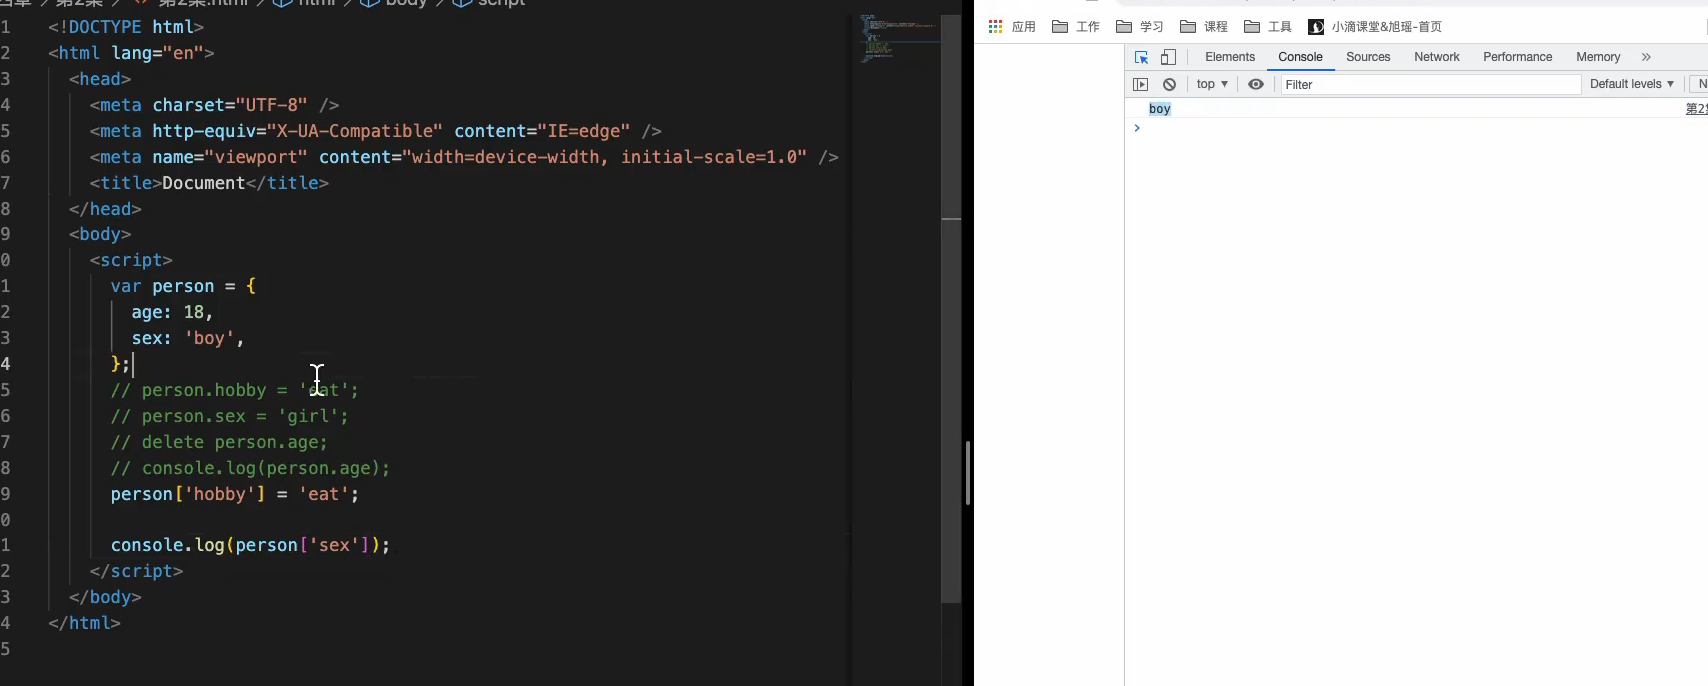 第2集 第2集.html html body script
1 <!DOCTYPE html>
2 <html lang="en">
3 <head>
4 <meta charset="UTF-8" />
5 <meta http-equiv="X-UA-Compatible" content="IE=edge" />
6 <meta name="viewport" content="width=device-width, initial-scale=1.0" />
7 <title>Document</title>
8 </head>
9 <body>
0 <script>
1 var person = {
2 age: 18,
3 sex: 'boy',
4 };
5 // person.hobby = 'eat';
6 // person.sex = 'girl';
7 // delete person.age;
8 // console.log(person.age);
9 person['hobby'] = 'eat';
0
1 console.log(person['sex']);
2 </script>
3 </body>
4 </html>
5
应用 工作 学习 课程 工具 小滴课堂&旭瑶-首页
Elements Console Sources Network Performance Memory »
top ▼ Filter Default levels ▼ N
boy 第2
>